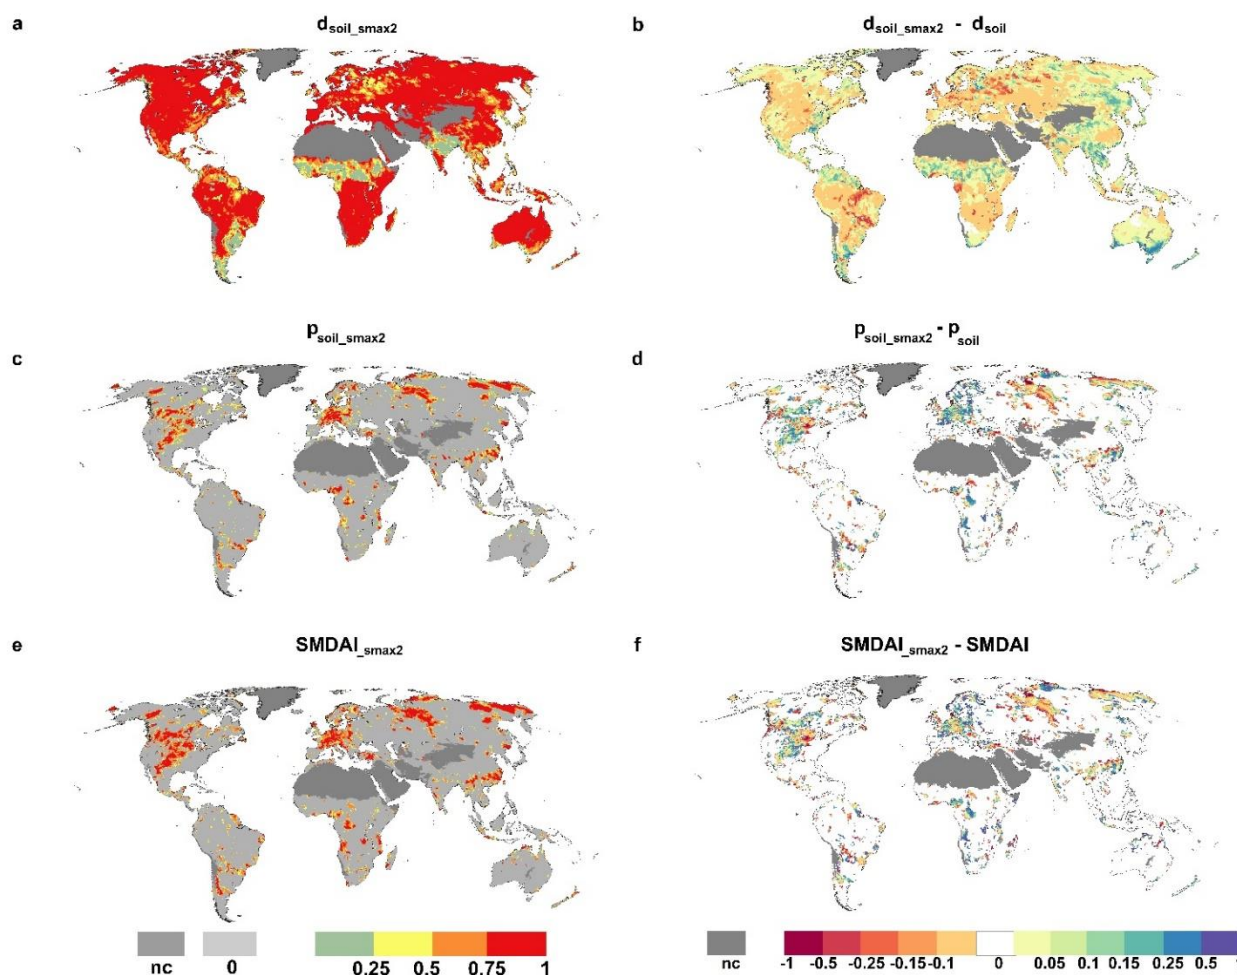 a d_soil_smax2
b d_soil_smax2 - d_soil
c p_soil_smax2
d p_soil_smax2 - p_soil
e SMDAI_smax2
f SMDAI_smax2 - SMDAI
nc 0 0.25 0.5 0.75 1
nc -1 -0.5 -0.25 -0.15 -0.1 0 0.05 0.1 0.15 0.25 0.5 1